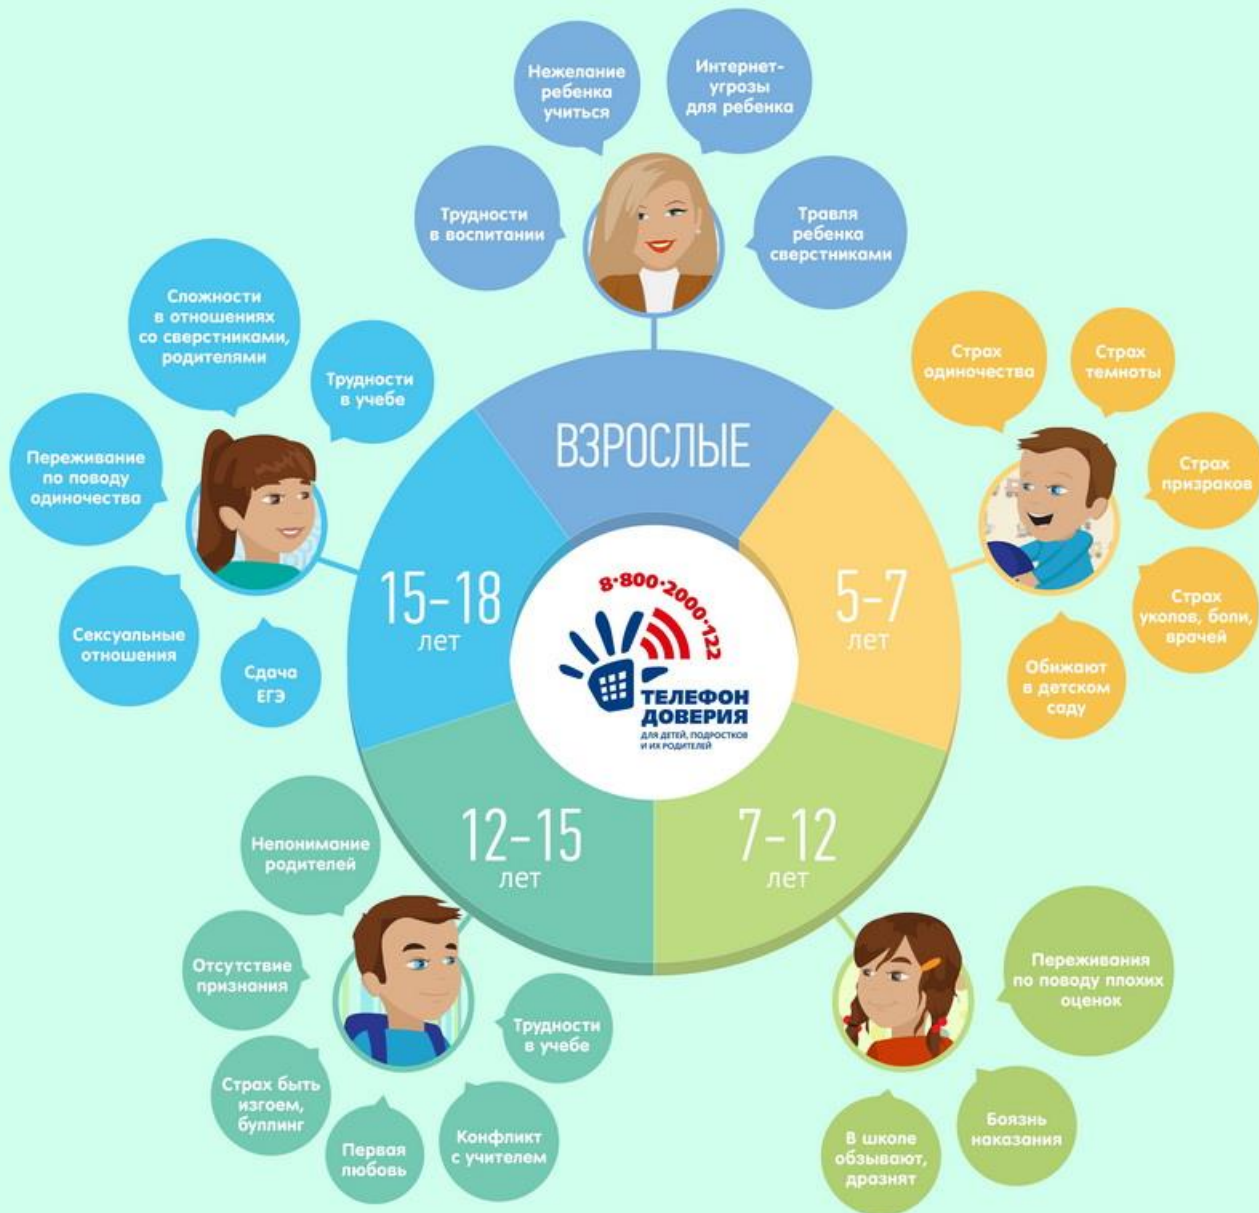 Нежелание
ребенка
учиться
Интернет-
угрозы
для ребенка
Трудности
в воспитании
Травля
ребенка
сверстниками
ВЗРОСЛЫЕ
Страх
одиночества
Страх
темноты
Страх
призраков
Страх
уколов, боли,
врачей
Обижают
в детском
саду
5-7
лет
Переживания
по поводу плохих
оценок
Боязнь
наказания
В школе
обзывают,
дразнят
7-12
лет
Трудности
в учебе
Конфликт
с учителем
Первая
любовь
Страх быть
изгоем,
буллинг
Отсутствие
признания
Непонимание
родителей
12-15
лет
Сдача
ЕГЭ
Сексуальные
отношения
Переживание
по поводу
одиночества
Сложности
в отношениях
со сверстниками,
родителями
Трудности
в учебе
15-18
лет
8·800·2000·122
ТЕЛЕФОН
ДОВЕРИЯ
ДЛЯ ДЕТЕЙ, ПОДРОСТКОВ
И ИХ РОДИТЕЛЕЙ